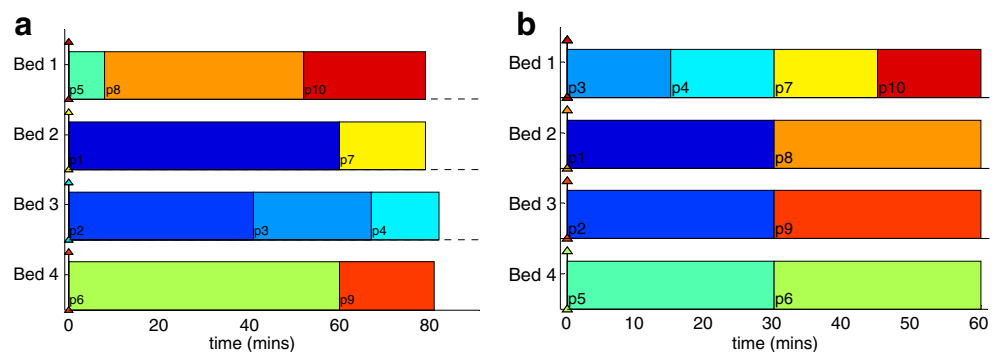 a
Bed 1
p5 p8 p10
Bed 2
p1 p7
Bed 3
p2 p3 p4
Bed 4
p6 p9
0 20 40 60 80
time (mins)
b
Bed 1
p3 p4 p7 p10
Bed 2
p1 p8
Bed 3
p2 p9
Bed 4
p5 p6
0 10 20 30 40 50 60
time (mins)